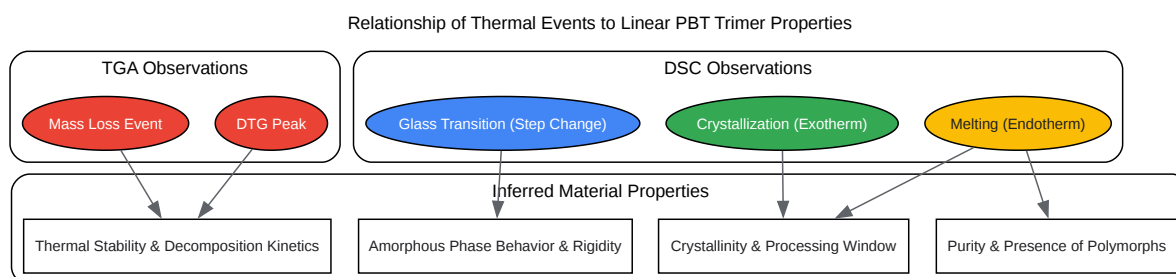 Relationship of Thermal Events to Linear PBT Trimer Properties
TGA Observations
DSC Observations
Mass Loss Event
DTG Peak
Glass Transition (Step Change)
Crystallization (Exotherm)
Melting (Endotherm)
Inferred Material Properties
Thermal Stability & Decomposition Kinetics
Amorphous Phase Behavior & Rigidity
Crystallinity & Processing Window
Purity & Presence of Polymorphs